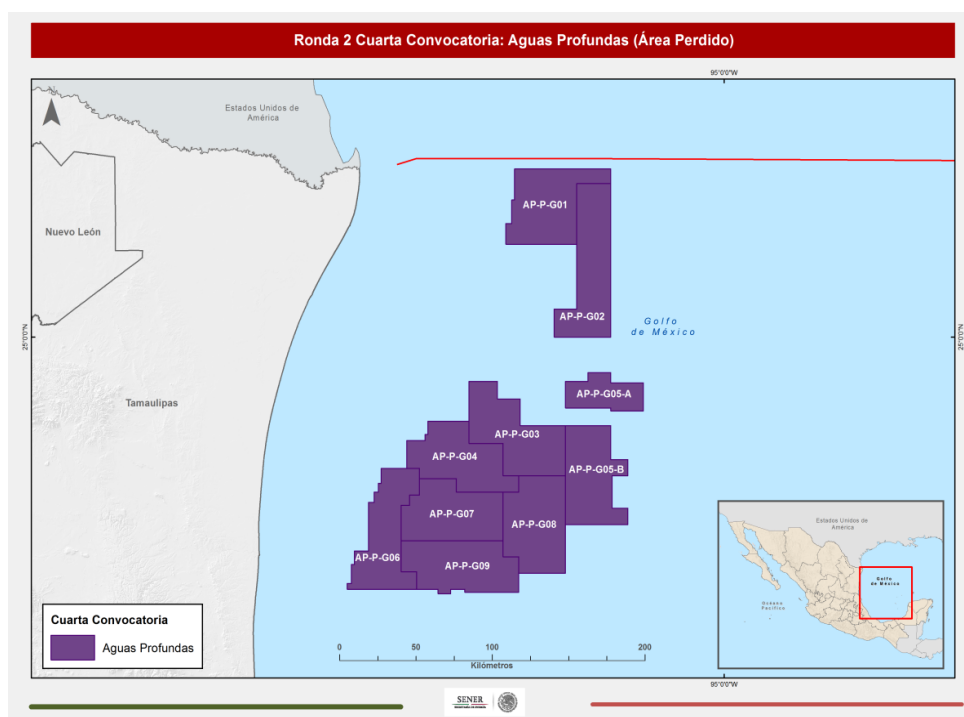 Ronda 2 Cuarta Convocatoria: Aguas Profundas (Área Perdido)
95°0'0"W
Estados Unidos de
América
AP-P-G01
Nuevo León
AP-P-G02
Golfo
de México
25°0'0"N
25°0'0"N
AP-P-G05-A
Tamaulipas
AP-P-G03
AP-P-G04
AP-P-G05-B
AP-P-G07
AP-P-G08
AP-P-G06
AP-P-G09
Estados Unidos de
América
Golfo
de México
Océano
Pacífico
Cuarta Convocatoria
Aguas Profundas
0
50
100
200
Kilómetros
95°0'0"W
SENER